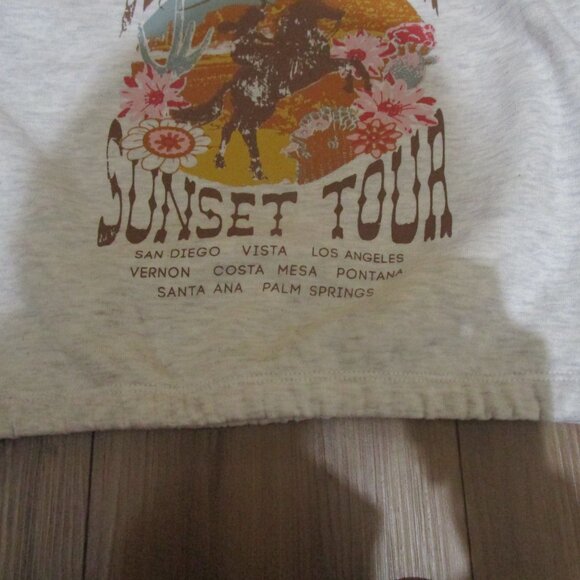 SUNSET TOUR
SAN DIEGO VISTA LOS ANGELES
VERNON COSTA MESA PONTANA
SANTA ANA PALM SPRINGS